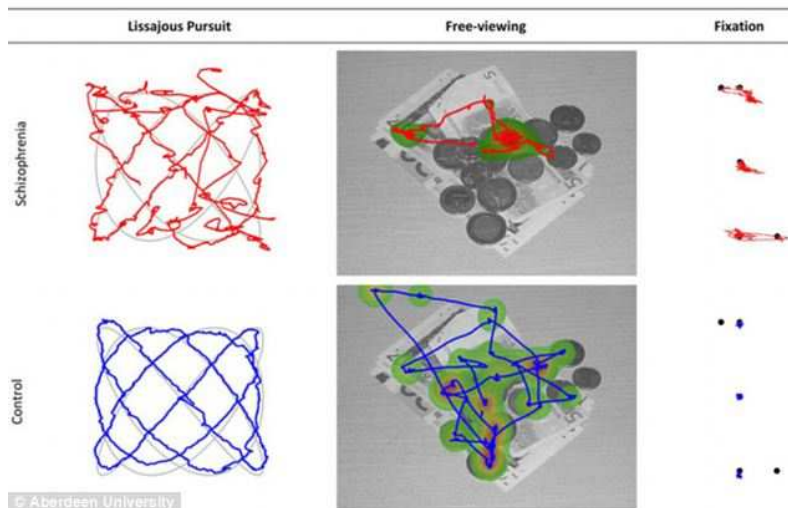 Lissajous Pursuit Free-viewing Fixation
Schizophrenia
Control
© Aberdeen University